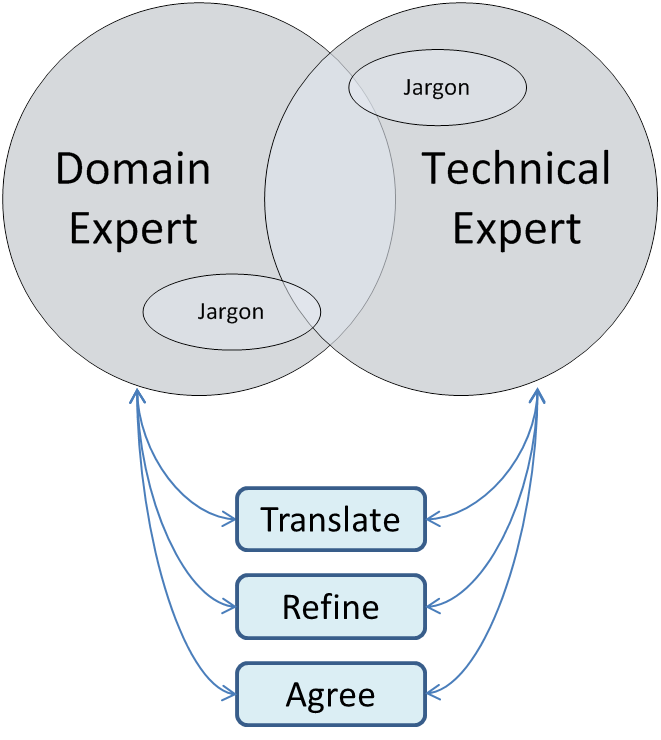 Jargon
Domain
Expert
Technical
Expert
Jargon
Translate
Refine
Agree